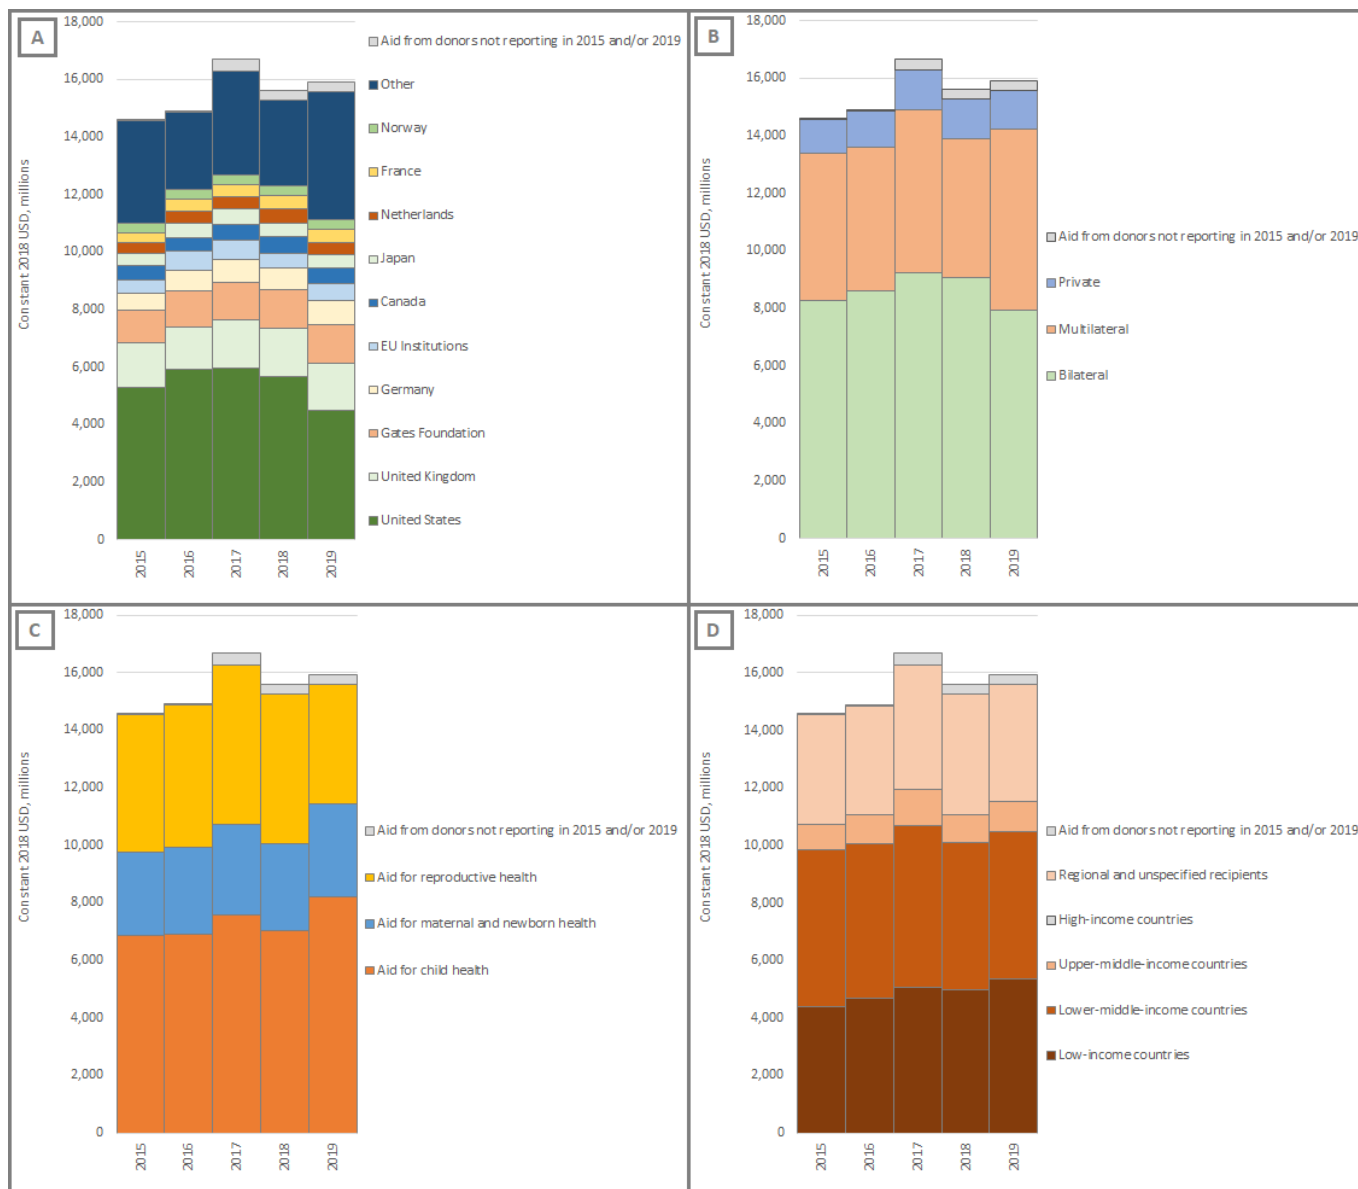 A
Constant 2018 USD, millions
18,000
16,000
14,000
12,000
10,000
8,000
6,000
4,000
2,000
0
2015
2016
2017
2018
2019
Aid from donors not reporting in 2015 and/or 2019
Other
Norway
France
Netherlands
Japan
Canada
EU Institutions
Germany
Gates Foundation
United Kingdom
United States
B
Constant 2018 USD, millions
18,000
16,000
14,000
12,000
10,000
8,000
6,000
4,000
2,000
0
2015
2016
2017
2018
2019
Aid from donors not reporting in 2015 and/or 2019
Private
Multilateral
Bilateral
C
Constant 2018 USD, millions
18,000
16,000
14,000
12,000
10,000
8,000
6,000
4,000
2,000
0
2015
2016
2017
2018
2019
Aid from donors not reporting in 2015 and/or 2019
Aid for reproductive health
Aid for maternal and newborn health
Aid for child health
D
Constant 2018 USD, millions
18,000
16,000
14,000
12,000
10,000
8,000
6,000
4,000
2,000
0
2015
2016
2017
2018
2019
Aid from donors not reporting in 2015 and/or 2019
Regional and unspecified recipients
High-income countries
Upper-middle-income countries
Lower-middle-income countries
Low-income countries